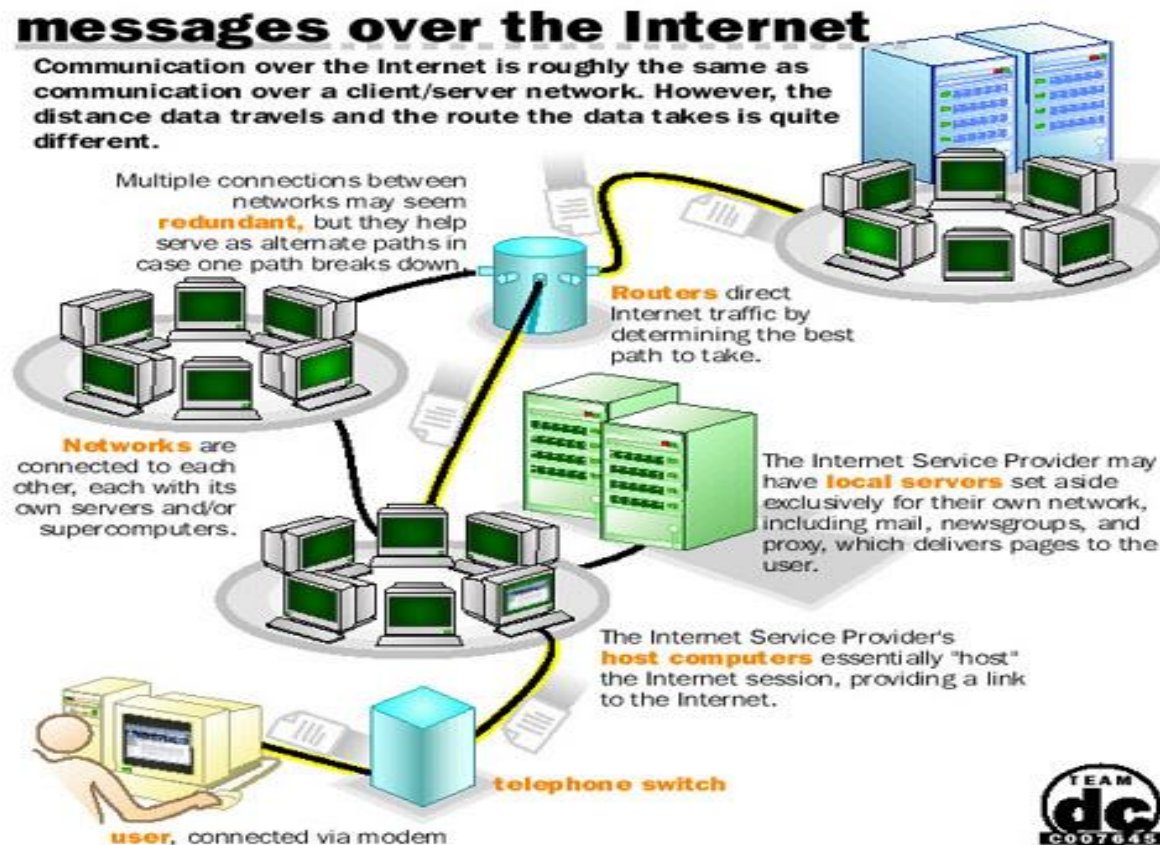 messages over the Internet
Communication over the Internet is roughly the same as
communication over a client/server network. However, the
distance data travels and the route the data takes is quite
different.
Multiple connections between
networks may seem
redundant, but they help
serve as alternate paths in
case one path breaks down.
Routers direct
Internet traffic by
determining the best
path to take.
Networks are
connected to each
other, each with its
own servers and/or
supercomputers.
The Internet Service Provider may
have local servers set aside
exclusively for their own network,
including mail, newsgroups, and
proxy, which delivers pages to the
user.
The Internet Service Provider's
host computers essentially "host"
the Internet session, providing a link
to the Internet.
telephone switch
user, connected via modem
TEAM
dc
C007645